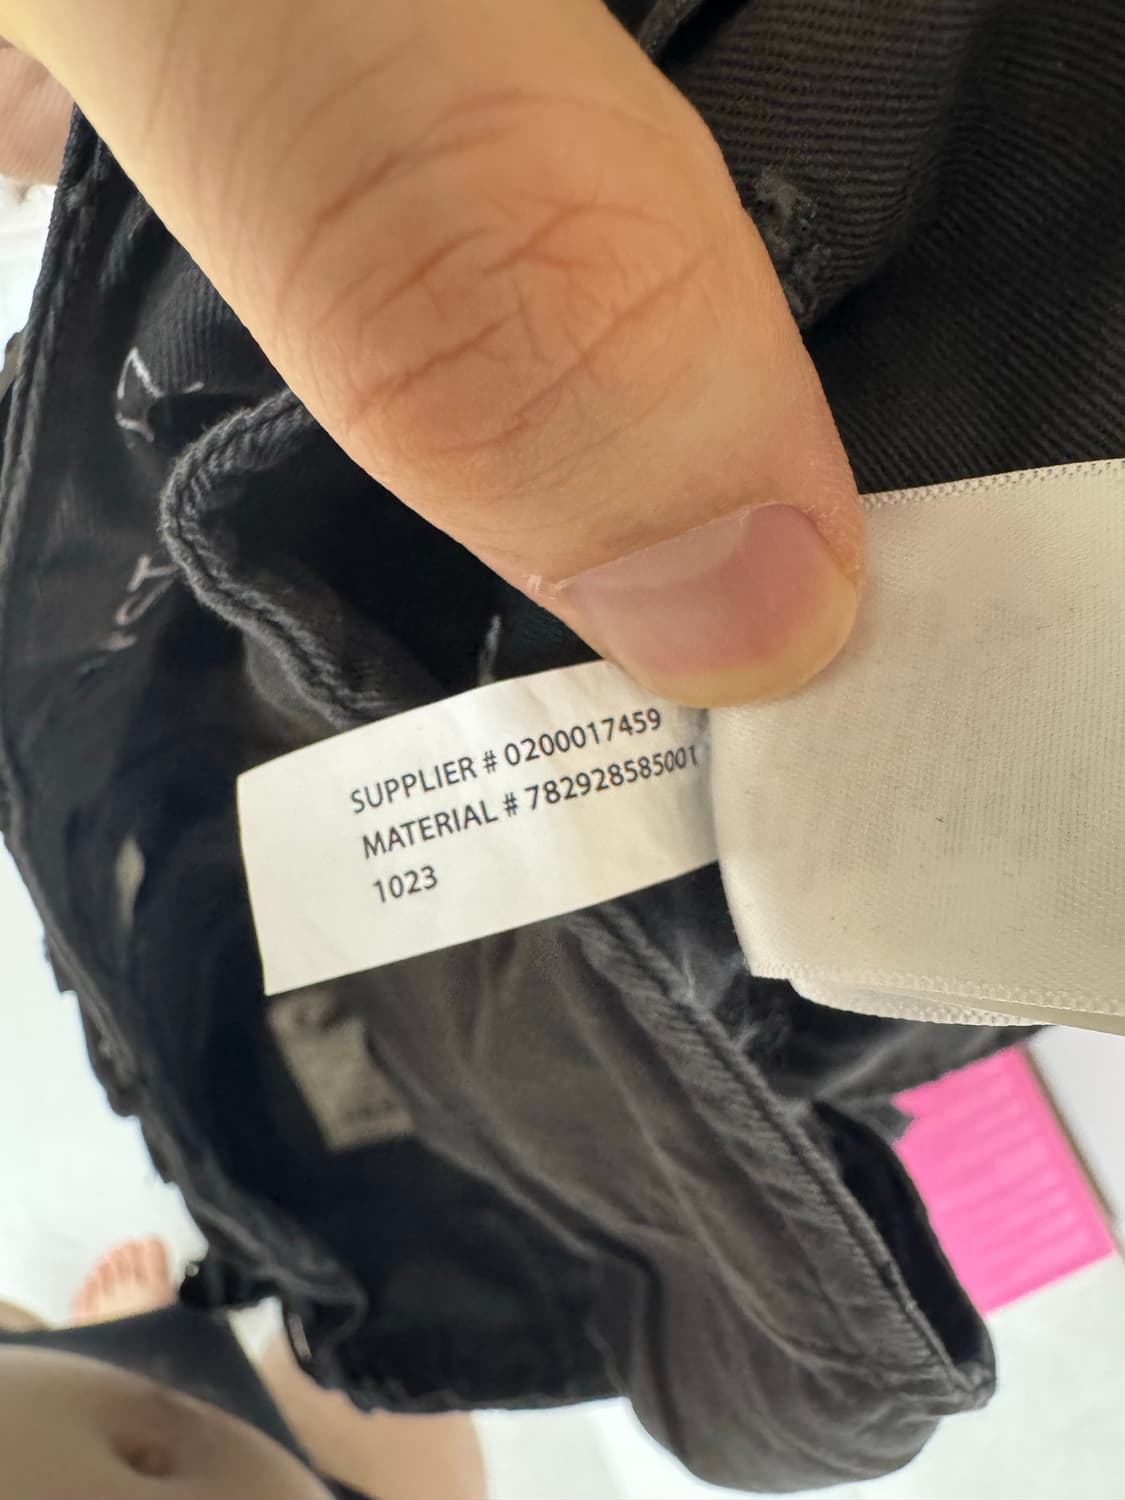 SUPPLIER # 0200017459
MATERIAL # 782928585001
1023